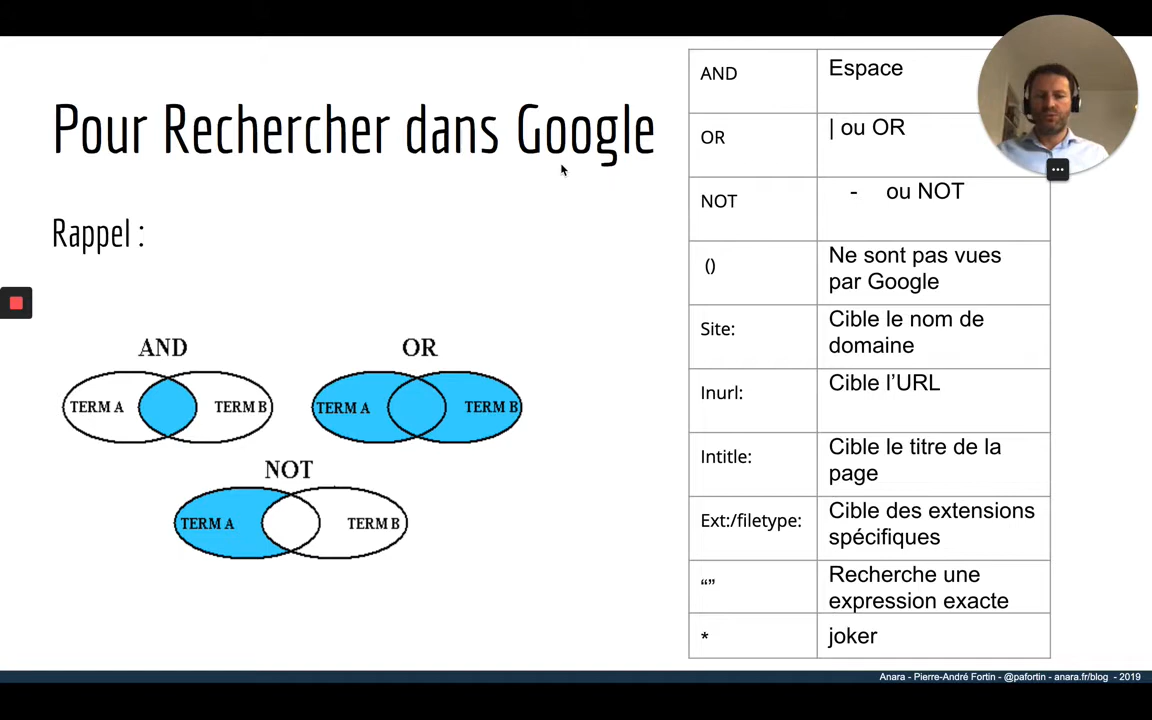 Pour Rechercher dans Google
Rappel :
AND
TERM A
TERM B
OR
TERM A
TERM B
NOT
TERM A
TERM B
AND
Espace
OR
| ou OR
NOT
- ou NOT
()
Ne sont pas vues
par Google
Site:
Cible le nom de
domaine
Inurl:
Cible l’URL
Intitle:
Cible le titre de la
page
Ext:/filetype:
Cible des extensions
spécifiques
“”
Recherche une
expression exacte
*
joker
Anara - Pierre-André Fortin - @pafortin - anara.fr/blog - 2019